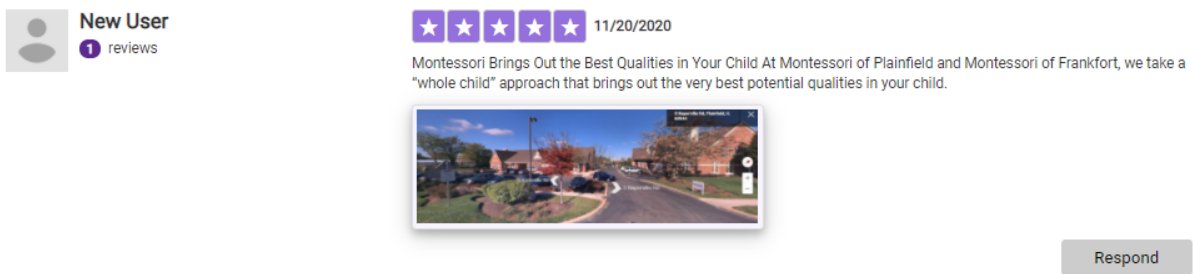 New User
1 reviews
11/20/2020
Montessori Brings Out the Best Qualities in Your Child At Montessori of Plainfield and Montessori of Frankfort, we take a
“whole child” approach that brings out the very best potential qualities in your child.
Respond